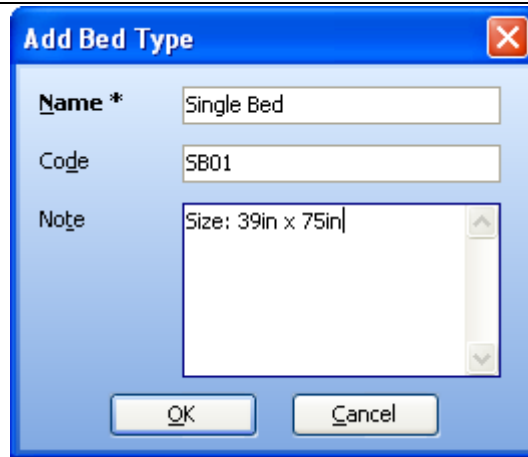 Add Bed Type
Name * Single Bed
Code SB01
Note Size: 39in x 75in
OK Cancel